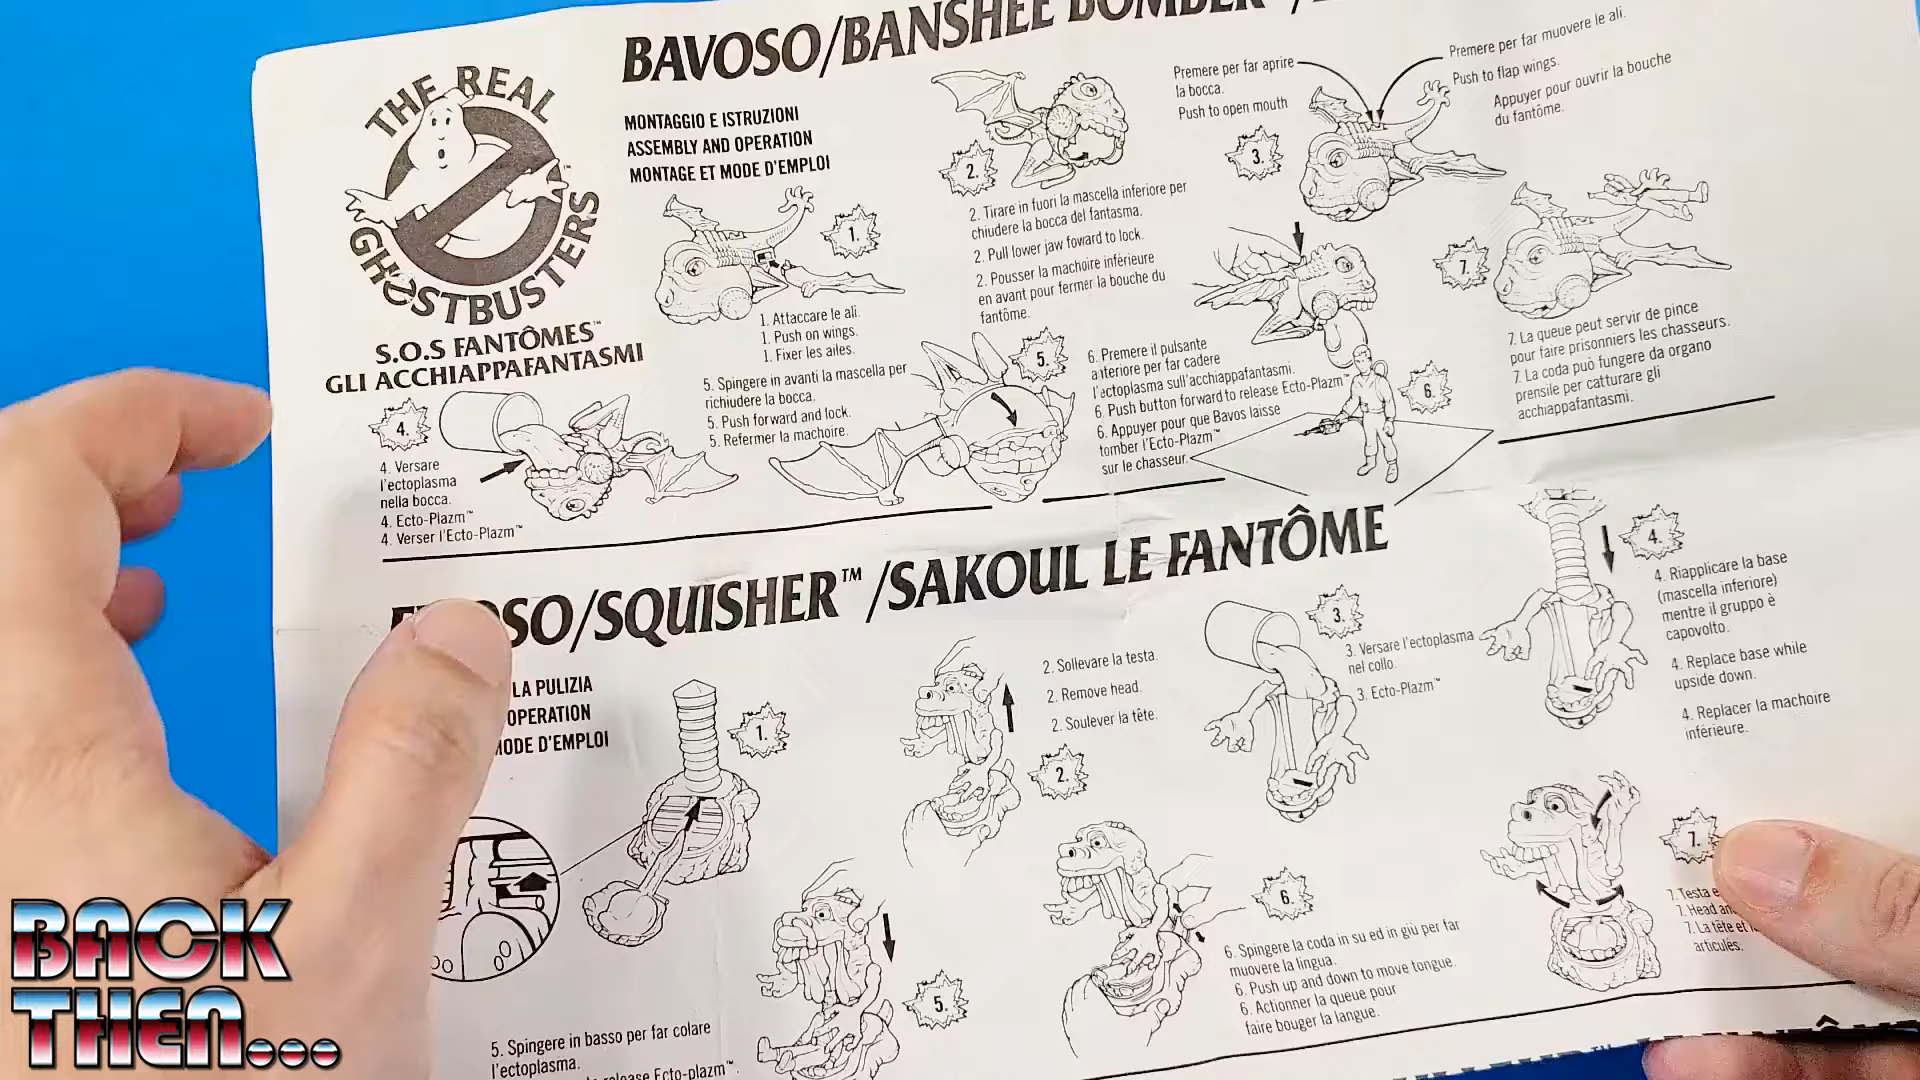 THE REAL
GHOSTBUSTERS
S.O.S FANTÔMES™
GLI ACCHIAPPAFANTASMI
BAVOSO/BANSHEE BOMBER
MONTAGGIO E ISTRUZIONI
ASSEMBLY AND OPERATION
MONTAGE ET MODE D'EMPLOI
1.
1. Attaccare le ali.
1. Push on wings.
1. Fixer les ailes.
2.
2. Tirare in fuori la mascella inferiore per
chiudere la bocca del fantasma.
2. Pull lower jaw foward to lock.
2. Pousser la machoire inférieure
en avant pour fermer la bouche du
fantôme.
Premere per far aprire
la bocca.
Push to open mouth
3.
Premere per far muovere le ali.
Push to flap wings.
Appuyer pour ouvrir la bouche
du fantôme.
4.
4. Versare
l'ectoplasma
nella bocca.
4. Ecto-Plazm™
4. Verser l'Ecto-Plazm™
5.
5. Spingere in avanti la mascella per
richiudere la bocca.
5. Push forward and lock.
5. Refermer la machoire.
6. Premere il pulsante
anteriore per far cadere
l'ectoplasma sull'acchiappafantasmi.
6. Push button forward to release Ecto-Plazm™
6. Appuyer pour que Bavos laisse
tomber l'Ecto-Plazm™
sur le chasseur.
6.
7.
7. La queue peut servir de pince
pour faire prisonniers les chasseurs.
7. La coda può fungere da organo
prensile per catturare gli
acchiappafantasmi.
SO/SQUISHER™/SAKOUL LE FANTÔME
LA PULIZIA
OPERATION
MODE D'EMPLOI
1.
2. Sollevare la testa.
2. Remove head.
2. Soulever la tête.
2.
3.
3. Versare l'ectoplasma
nel collo.
3. Ecto-Plazm™
4.
4. Riapplicare la base
(mascella inferiore)
mentre il gruppo è
capovolto.
4. Replace base while
upside down.
4. Replacer la machoire
inférieure.
5.
5. Spingere in basso per far colare
l'ectoplasma.
release Ecto-plazm™
6.
6. Spingere la coda in su ed in giù per far
muovere la lingua.
6. Push up and down to move tongue.
6. Actionner la queue pour
faire bouger la langue.
7.
7. Testa e
7. Head an
7. La tête et
articulés.
BACK
THEN...